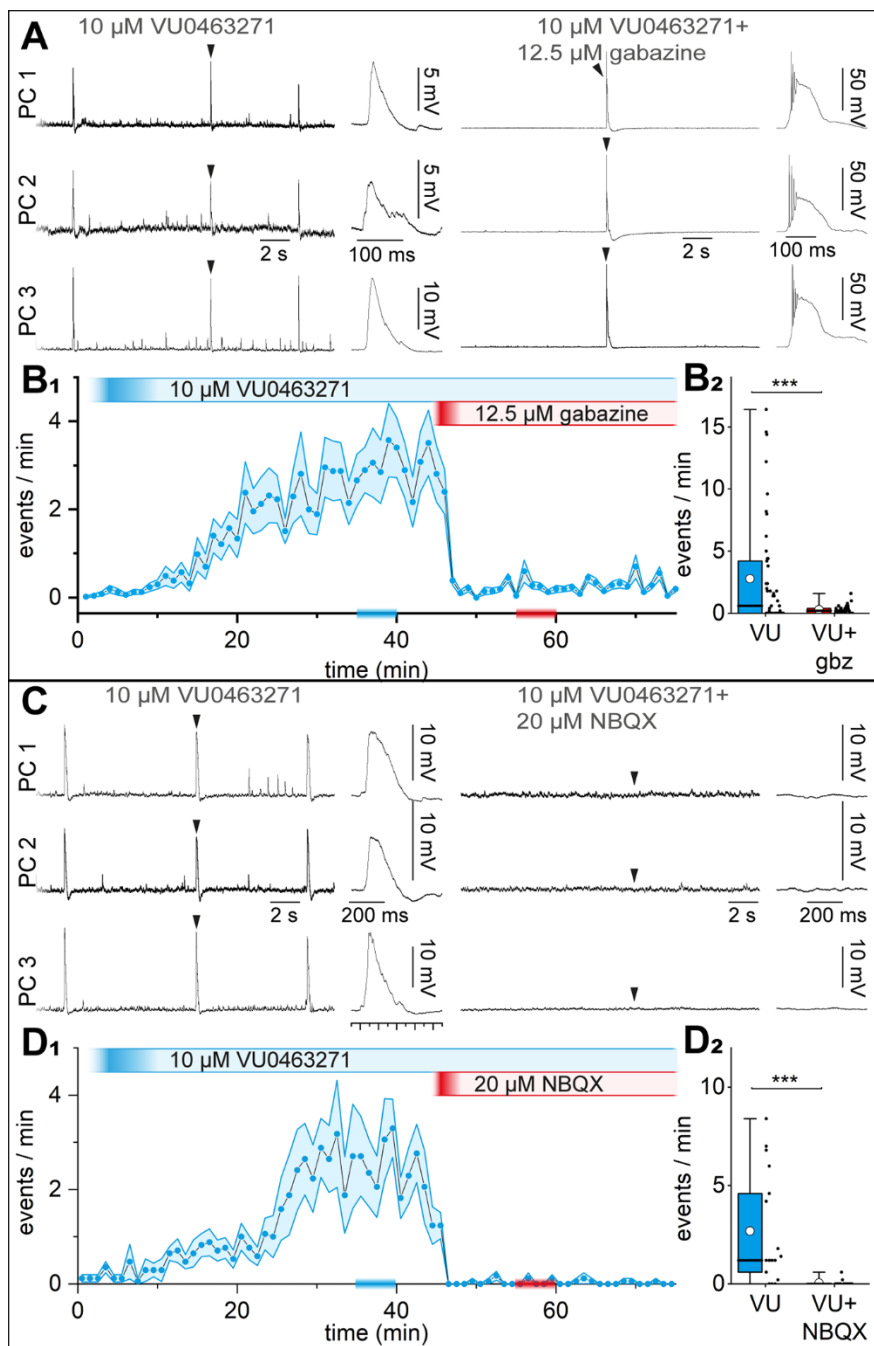 A
10 µM VU0463271
10 µM VU0463271+
12.5 µM gabazine
PC 1
5 mV
50 mV
PC 2
5 mV
50 mV
2 s
100 ms
2 s
100 ms
PC 3
10 mV
50 mV
B1
10 µM VU0463271
12.5 µM gabazine
events / min
4
2
0
0
20
40
60
time (min)
B2
***
events / min
15
10
5
0
VU
VU+
gbz
C
10 µM VU0463271
10 µM VU0463271+
20 µM NBQX
PC 1
10 mV
10 mV
PC 2
10 mV
10 mV
2 s
200 ms
2 s
200 ms
PC 3
10 mV
10 mV
D1
10 µM VU0463271
20 µM NBQX
events / min
4
2
0
0
20
40
60
time (min)
D2
***
events / min
10
5
0
VU
VU+
NBQX